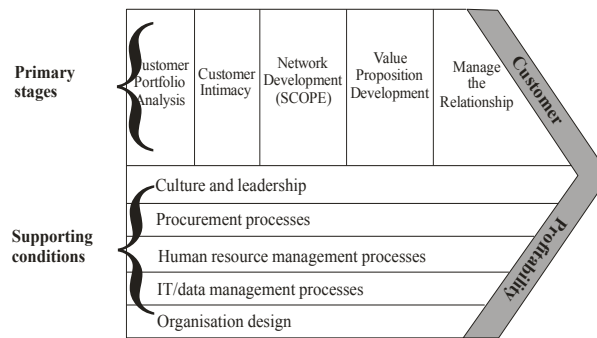 Primary
stages
Customer
Portfolio
Analysis
Customer
Intimacy
Network
Development
(SCOPE)
Value
Proposition
Development
Manage
the
Relationship
Customer
Supporting
conditions
Culture and leadership
Procurement processes
Human resource management processes
IT/data management processes
Organisation design
Profitability